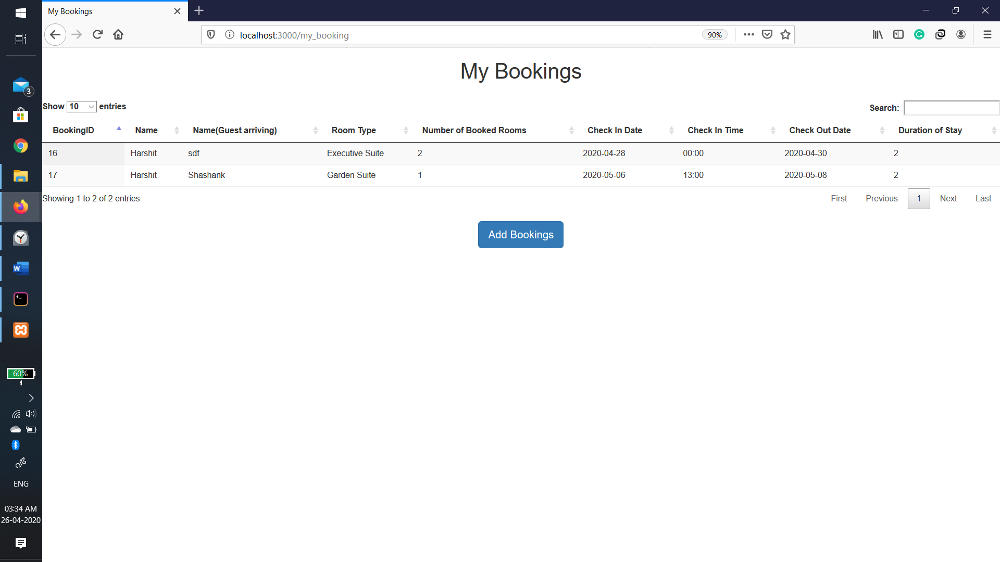 My Bookings
localhost:3000/my_booking 90%
3
My Bookings
Show 10 entries Search:
BookingID Name Name(Guest arriving) Room Type Number of Booked Rooms Check In Date Check In Time Check Out Date Duration of Stay
16 Harshit sdf Executive Suite 2 2020-04-28 00:00 2020-04-30 2
17 Harshit Shashank Garden Suite 1 2020-05-06 13:00 2020-05-08 2
Showing 1 to 2 of 2 entries First Previous 1 Next Last
Add Bookings
W
60%
ENG
03:34 AM
26-04-2020